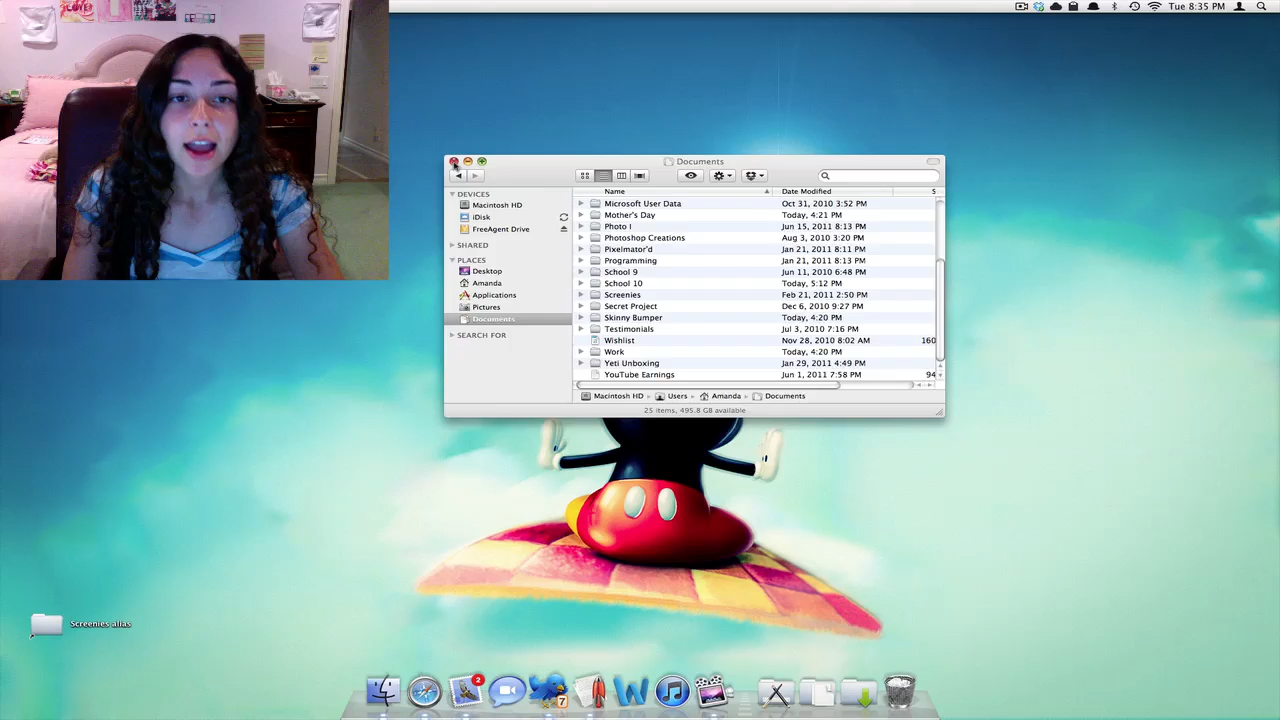 Tue 8:35 PM
Documents
Name Date Modified S
DEVICES
Macintosh HD
iDisk
FreeAgent Drive
SHARED
PLACES
Desktop
Amanda
Applications
Pictures
Documents
SEARCH FOR
Microsoft User Data Oct 31, 2010 3:52 PM
Mother's Day Today, 4:21 PM
Photo I Jun 15, 2011 8:13 PM
Photoshop Creations Aug 3, 2010 3:20 PM
Pixelmator'd Jan 21, 2011 8:11 PM
Programming Jan 21, 2011 8:13 PM
School 9 Jun 11, 2010 6:48 PM
School 10 Today, 5:12 PM
Screenies Feb 21, 2011 2:50 PM
Secret Project Dec 6, 2010 9:27 PM
Skinny Bumper Today, 4:20 PM
Testimonials Jul 3, 2010 7:16 PM
Wishlist Nov 28, 2010 8:02 AM 160
Work Today, 4:20 PM
Yeti Unboxing Jan 29, 2011 4:49 PM
YouTube Earnings Jun 1, 2011 7:58 PM 94
Macintosh HD Users Amanda Documents
25 items, 495.8 GB available
Screenies alias
2
7